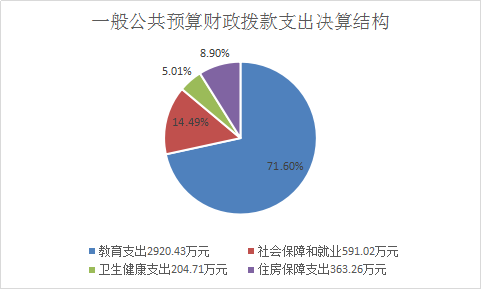 一般公共预算财政拨款支出决算结构
8.90%
5.01%
14.49%
71.60%
教育支出2920.43万元 社会保障和就业591.02万元
卫生健康支出204.71万元 住房保障支出363.26万元